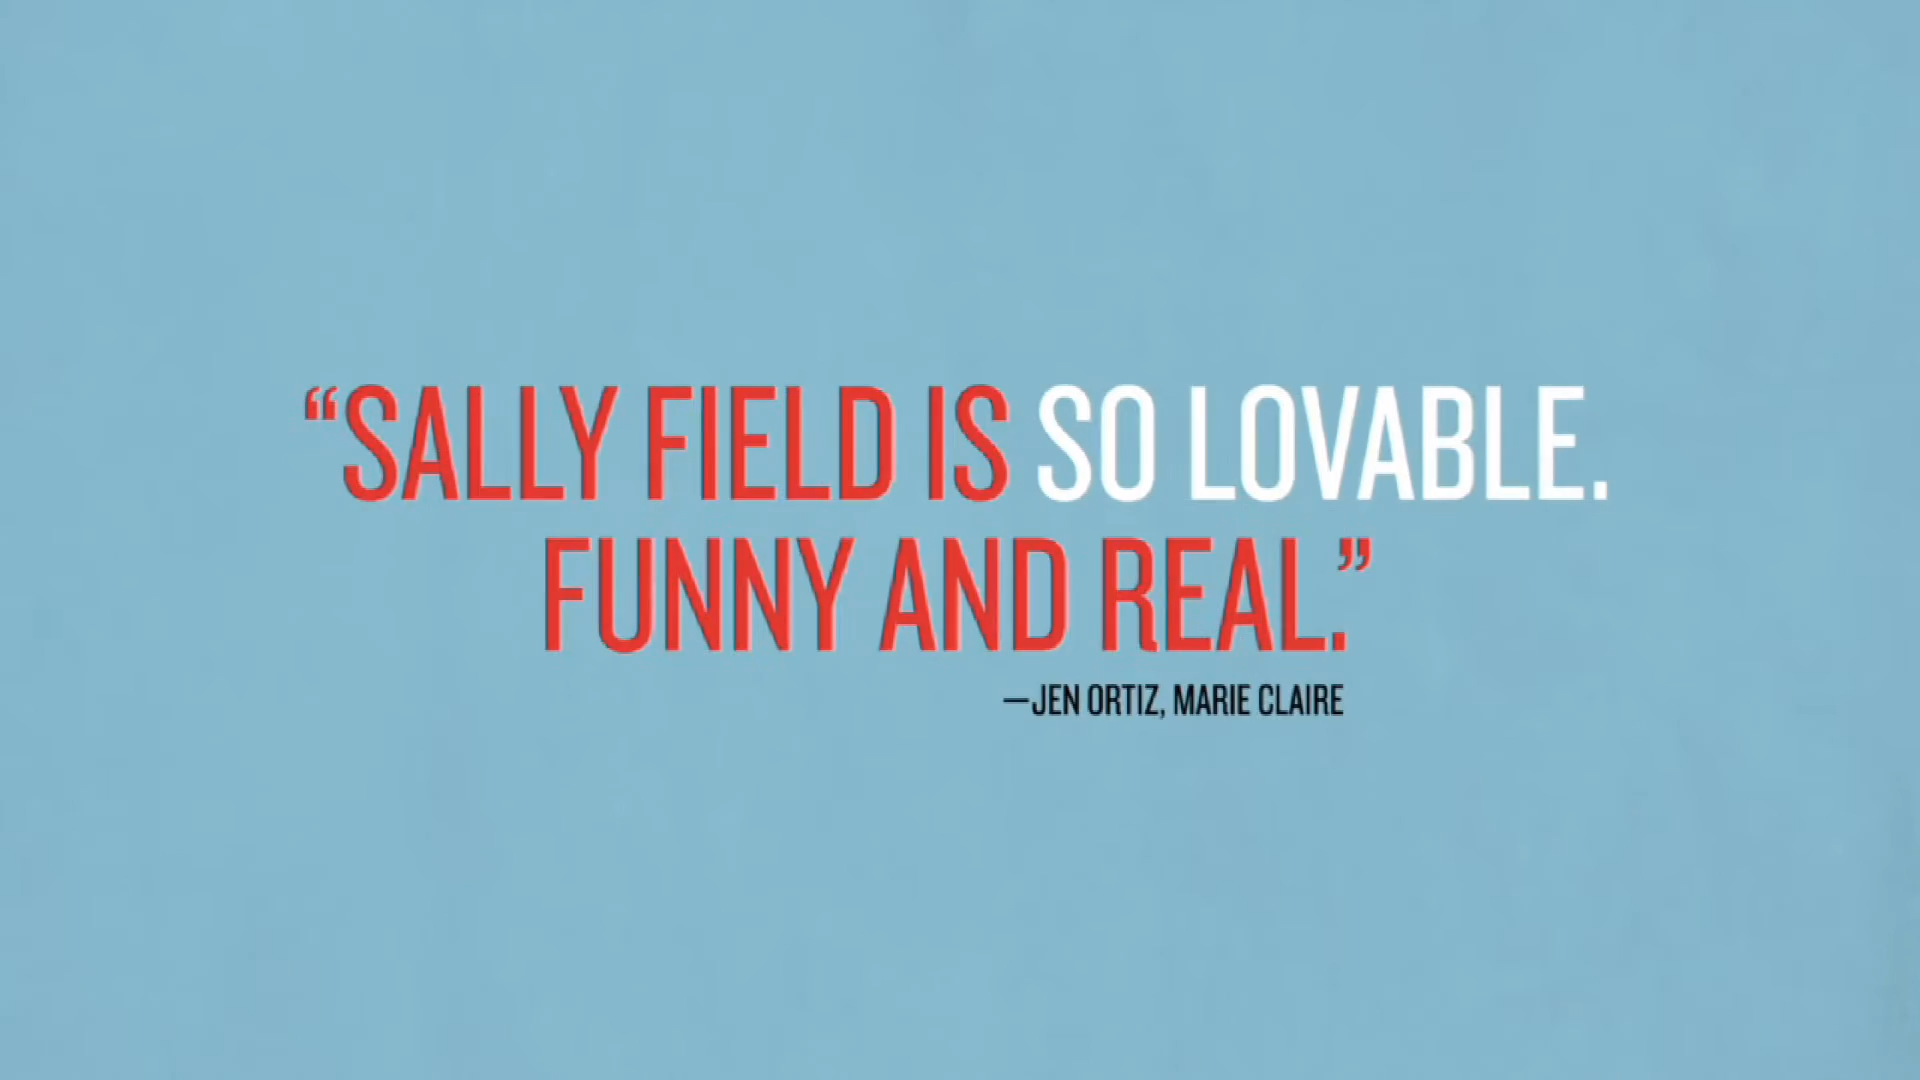 “SALLY FIELD IS SO LOVABLE.
FUNNY AND REAL.”
—JEN ORTIZ, MARIE CLAIRE